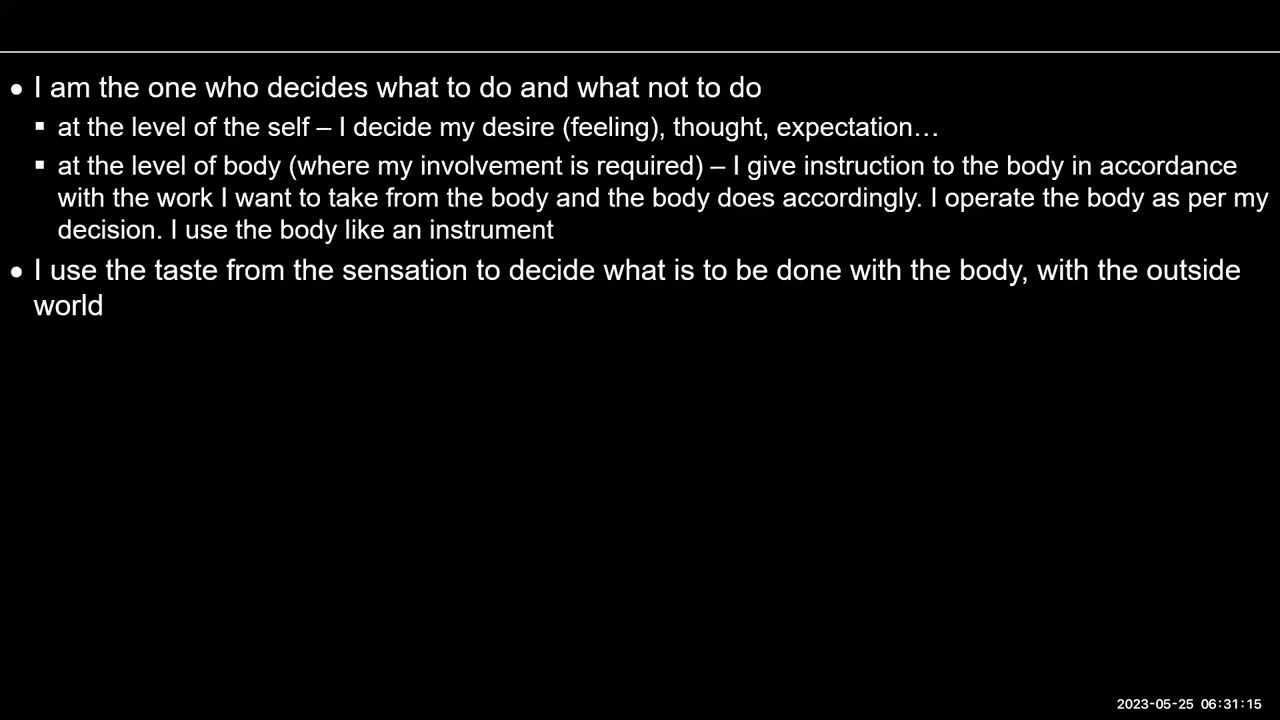 • I am the one who decides what to do and what not to do
▪ at the level of the self – I decide my desire (feeling), thought, expectation…
▪ at the level of body (where my involvement is required) – I give instruction to the body in accordance
with the work I want to take from the body and the body does accordingly. I operate the body as per my
decision. I use the body like an instrument
• I use the taste from the sensation to decide what is to be done with the body, with the outside
world
2023-05-25 06:31:15